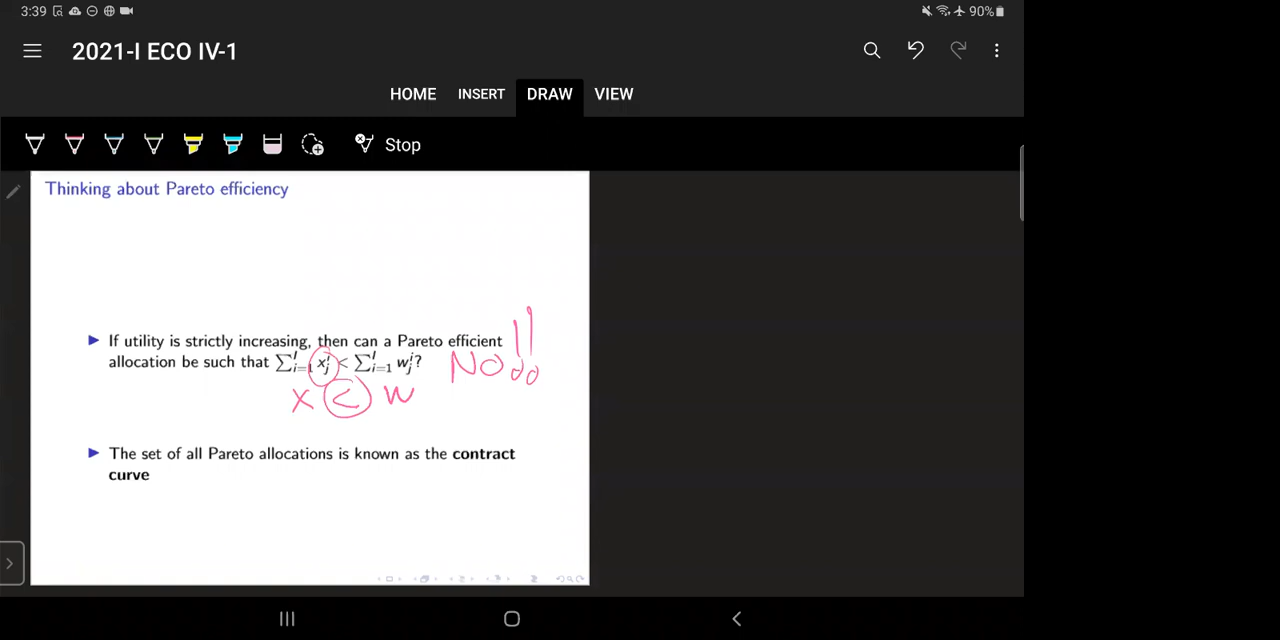 3:39
90%
2021-I ECO IV-1
HOME INSERT DRAW VIEW
Stop
Thinking about Pareto efficiency
If utility is strictly increasing, then can a Pareto efficient
allocation be such that ∑ᴵᵢ₌₁ xⁱⱼ < ∑ᴵᵢ₌₁ wⁱⱼ?
NO!!
x < w
The set of all Pareto allocations is known as the contract
curve